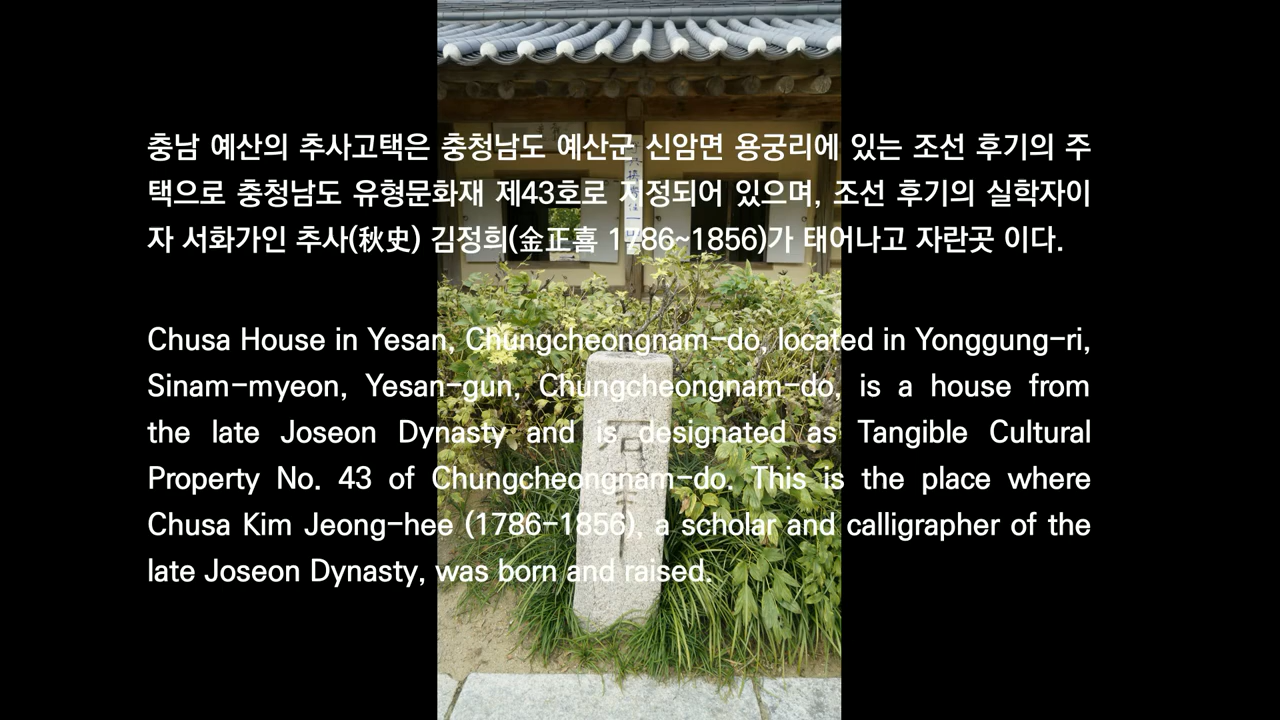 충남 예산의 추사고택은 충청남도 예산군 신암면 용궁리에 있는 조선 후기의 주
택으로 충청남도 유형문화재 제43호로 지정되어 있으며, 조선 후기의 실학자이
자 서화가인 추사(秋史) 김정희(金正喜 1786~1856)가 태어나고 자란곳 이다.
Chusa House in Yesan, Chungcheongnam-do, located in Yonggung-ri,
Sinam-myeon, Yesan-gun, Chungcheongnam-do, is a house from
the late Joseon Dynasty and is designated as Tangible Cultural
Property No. 43 of Chungcheongnam-do. This is the place where
Chusa Kim Jeong-hee (1786-1856), a scholar and calligrapher of the
late Joseon Dynasty, was born and raised.
石